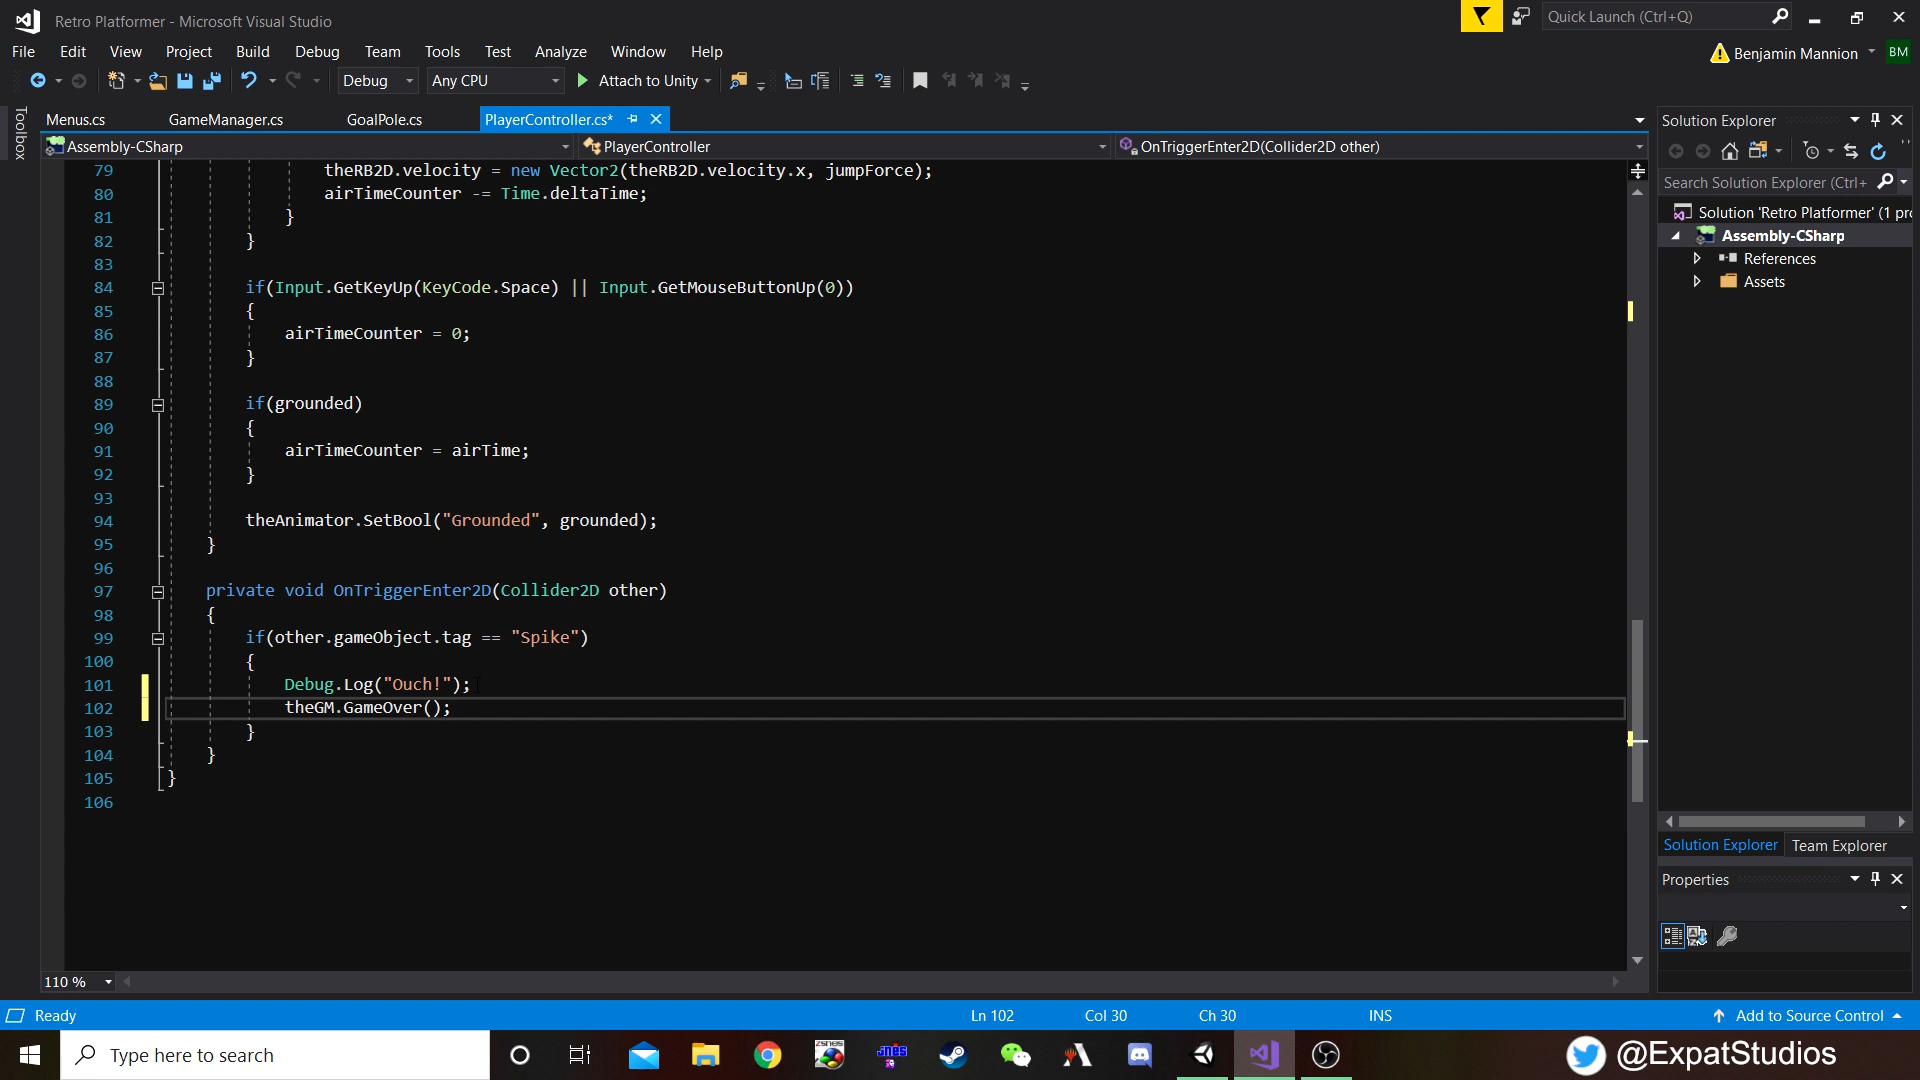 Retro Platformer - Microsoft Visual Studio
Quick Launch (Ctrl+Q)
File Edit View Project Build Debug Team Tools Test Analyze Window Help
Benjamin Mannion BM
Debug Any CPU Attach to Unity
Toolbox
Menus.cs GameManager.cs GoalPole.cs PlayerController.cs*
Assembly-CSharp PlayerController OnTriggerEnter2D(Collider2D other)
79 theRB2D.velocity = new Vector2(theRB2D.velocity.x, jumpForce);
80 airTimeCounter -= Time.deltaTime;
81 }
82 }
83
84 if(Input.GetKeyUp(KeyCode.Space) || Input.GetMouseButtonUp(0))
85 {
86 airTimeCounter = 0;
87 }
88
89 if(grounded)
90 {
91 airTimeCounter = airTime;
92 }
93
94 theAnimator.SetBool("Grounded", grounded);
95 }
96
97 private void OnTriggerEnter2D(Collider2D other)
98 {
99 if(other.gameObject.tag == "Spike")
100 {
101 Debug.Log("Ouch!");
102 theGM.GameOver();
103 }
104 }
105 }
106
110 %
Solution Explorer
Search Solution Explorer (Ctrl+
Solution 'Retro Platformer' (1 pro
Assembly-CSharp
References
Assets
Solution Explorer Team Explorer
Properties
Ready Ln 102 Col 30 Ch 30 INS Add to Source Control
Type here to search
ZSNES
jnes
@ExpatStudios